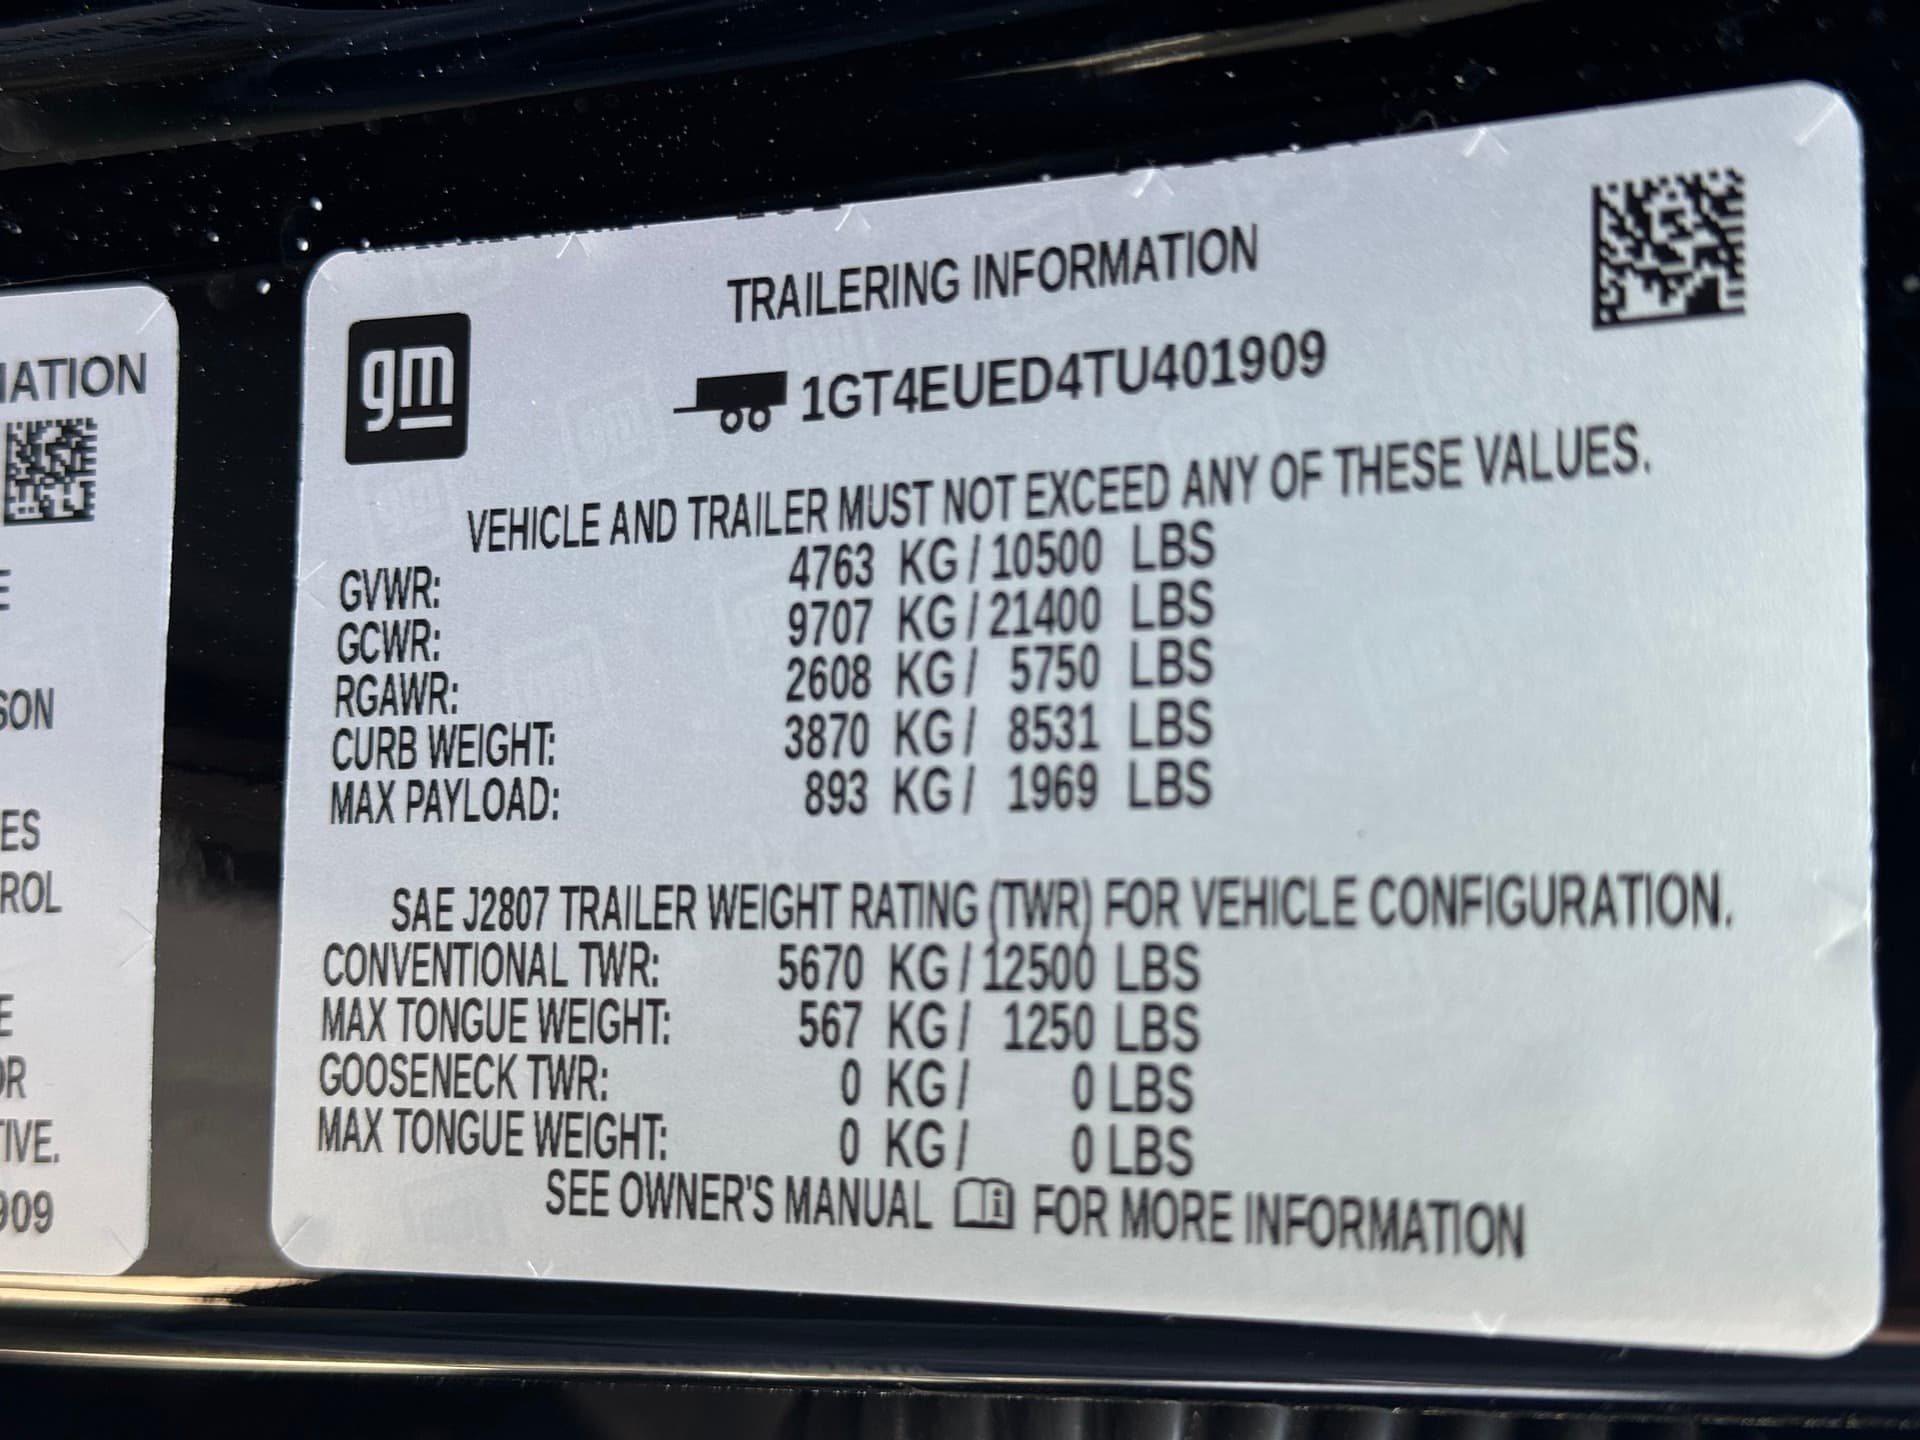 IATION
SON
ES
ROL
E
OR
TIVE.
909
gm
TRAILERING INFORMATION
1GT4EUED4TU401909
VEHICLE AND TRAILER MUST NOT EXCEED ANY OF THESE VALUES.
GVWR: 4763 KG / 10500 LBS
GCWR: 9707 KG / 21400 LBS
RGAWR: 2608 KG / 5750 LBS
CURB WEIGHT: 3870 KG / 8531 LBS
MAX PAYLOAD: 893 KG / 1969 LBS
SAE J2807 TRAILER WEIGHT RATING (TWR) FOR VEHICLE CONFIGURATION.
CONVENTIONAL TWR: 5670 KG / 12500 LBS
MAX TONGUE WEIGHT: 567 KG / 1250 LBS
GOOSENECK TWR: 0 KG / 0 LBS
MAX TONGUE WEIGHT: 0 KG / 0 LBS
SEE OWNER'S MANUAL FOR MORE INFORMATION